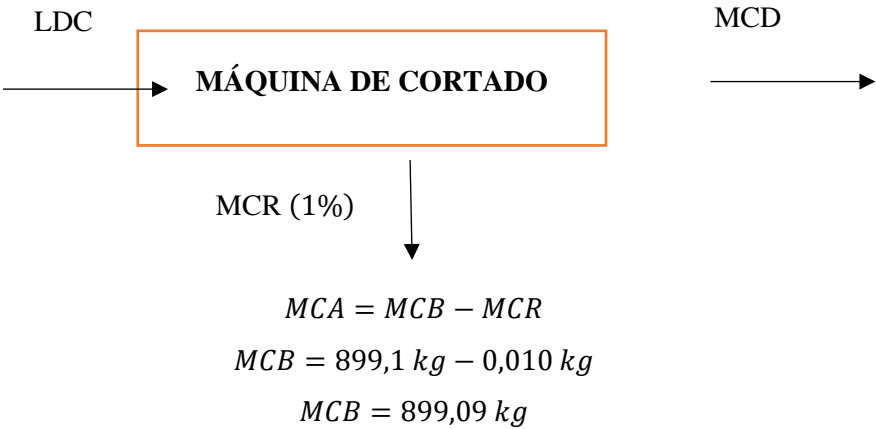 LDC
MCD
MÁQUINA DE CORTADO
MCR (1%)
𝑀𝐶𝐴 = 𝑀𝐶𝐵 − 𝑀𝐶𝑅
𝑀𝐶𝐵 = 899,1 𝑘𝑔 − 0,010 𝑘𝑔
𝑀𝐶𝐵 = 899,09 𝑘𝑔